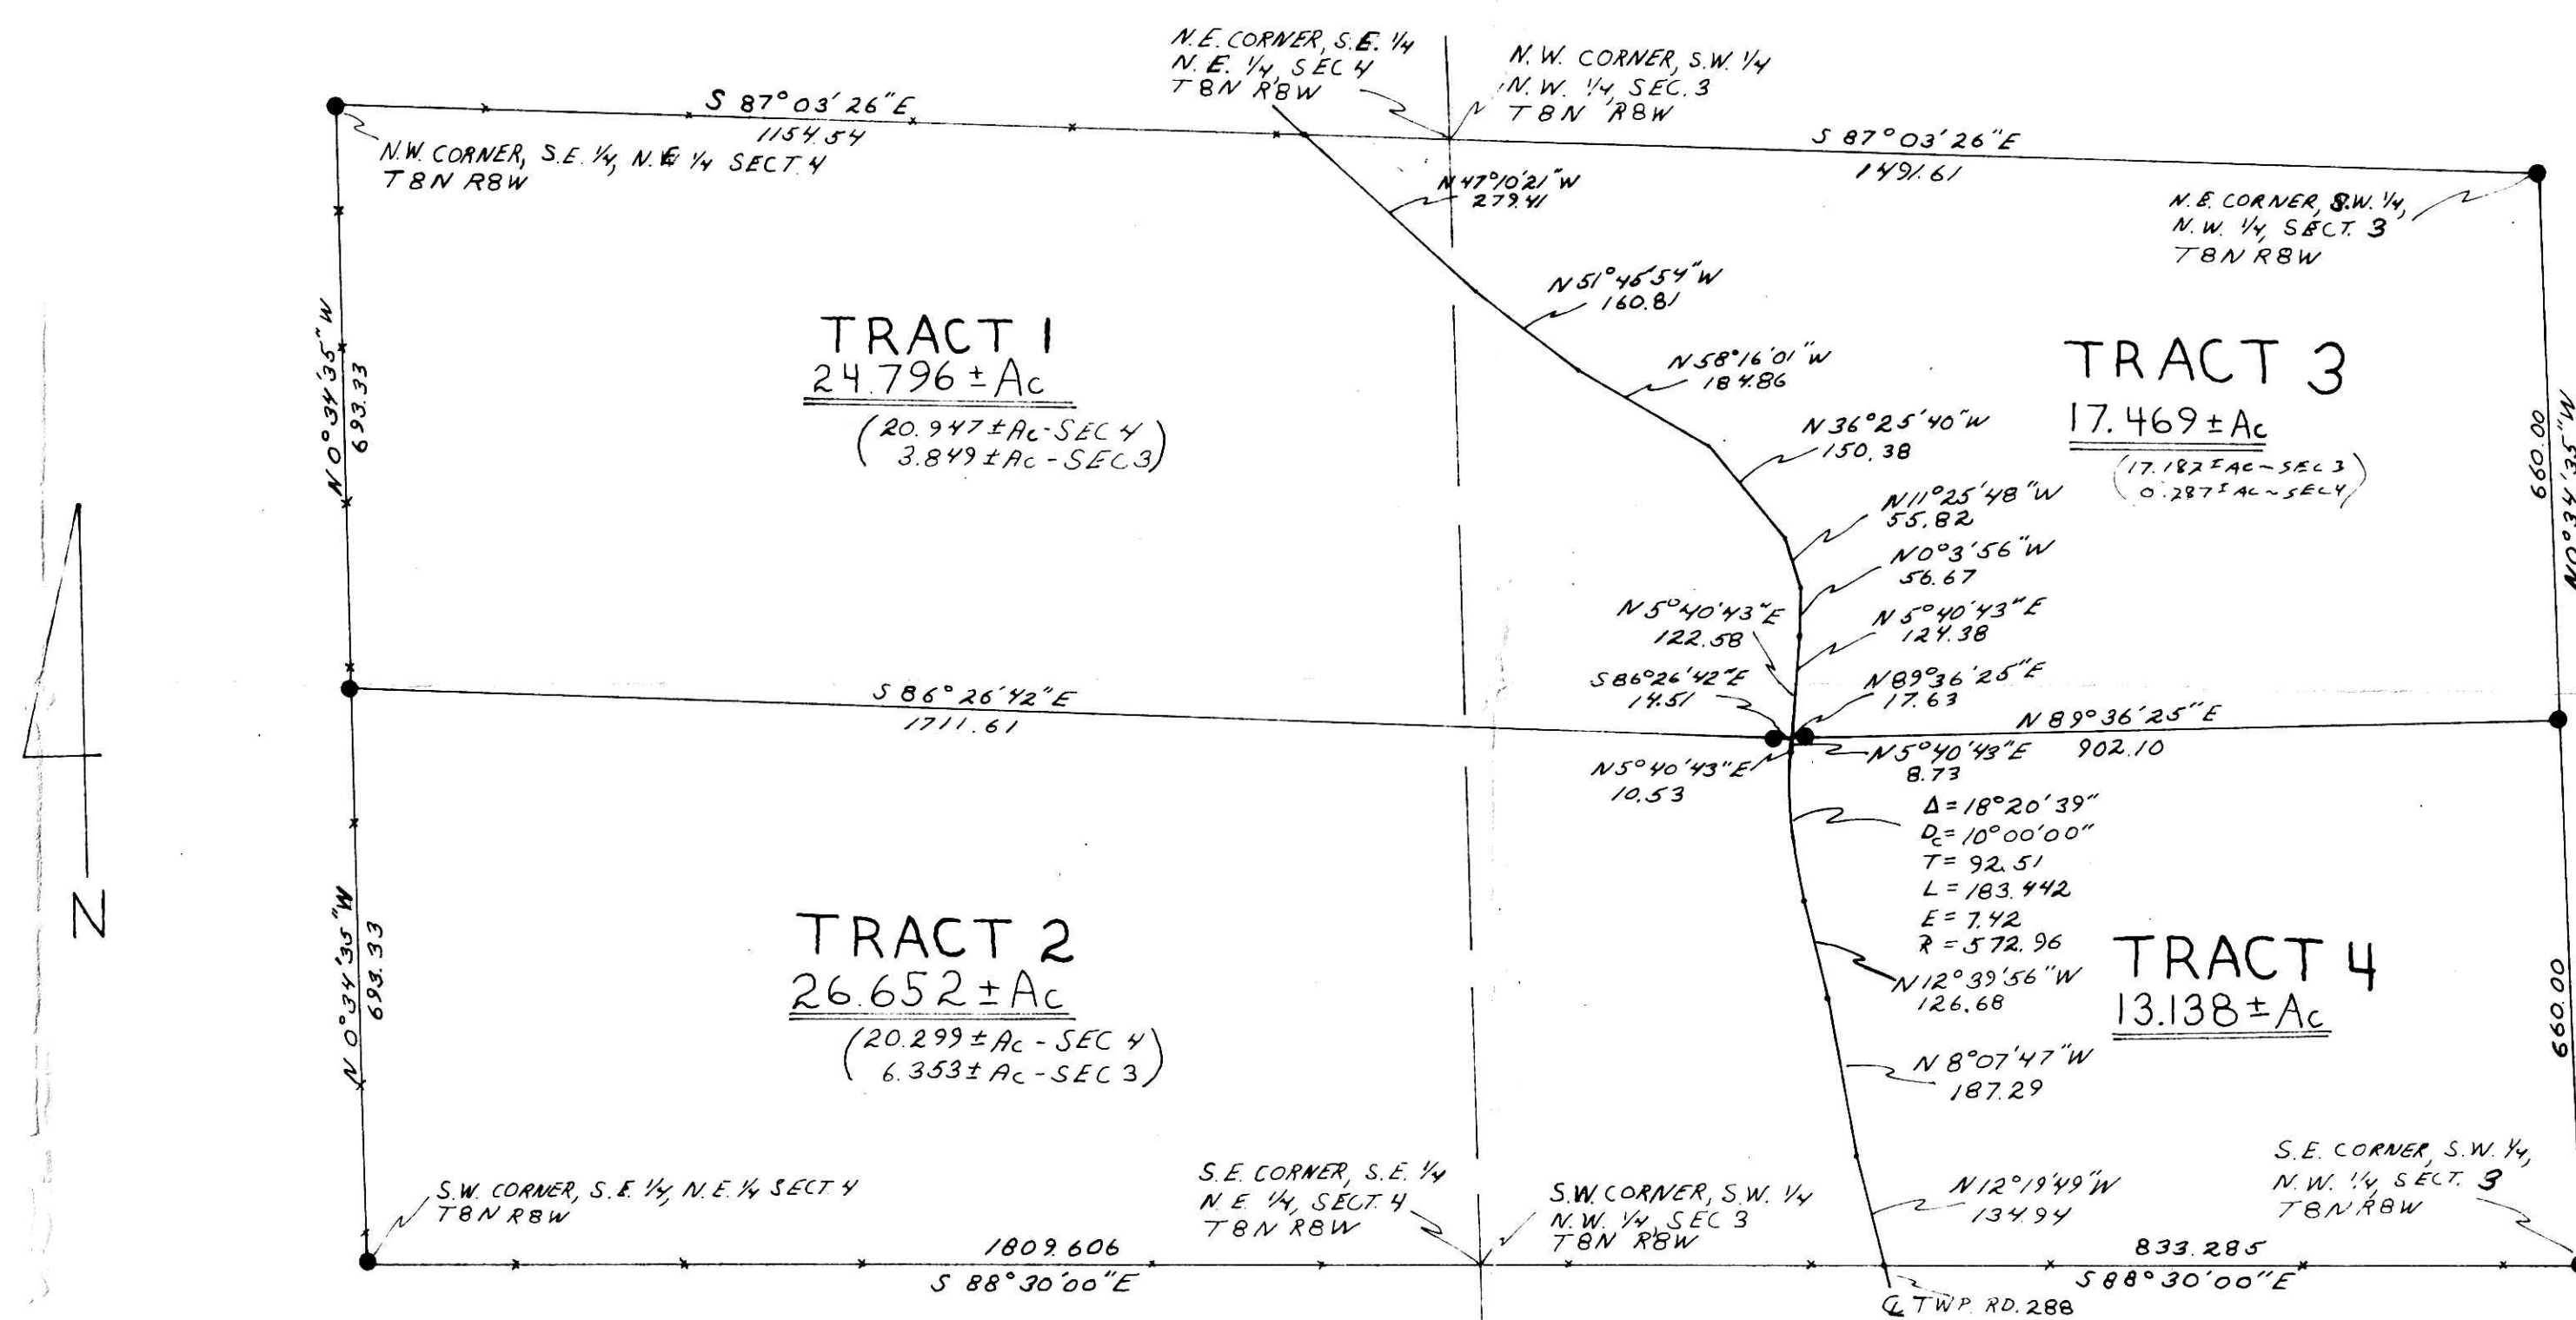 N.E. CORNER, S.E. 1/4
N.E. 1/4, SEC 4
T8N R8W
N.W. CORNER, S.W. 1/4
N.W. 1/4, SEC. 3
T8N R8W
S 87°03'26"E
1154.54
N.W. CORNER, S.E. 1/4, N.E 1/4 SECT. 4
T8N R8W
S 87°03'26"E
1491.61
N.E. CORNER, S.W. 1/4,
N.W. 1/4, SECT. 3
T8N R8W
N 47°10'21"W
279.41
N 51°45'54"W
160.81
N 58°16'01"W
184.86
N 36°25'40"W
150.38
N 11°25'48"W
55.82
N 0°3'56"W
56.67
N 5°40'43"E
122.58
N 5°40'43"E
124.38
S 86°26'42"E
14.51
N 89°36'25"E
17.63
N 0°34'35"W
693.33
TRACT 1
24.796 ± Ac
(20.947 ± Ac - SEC 4
3.849 ± Ac - SEC 3)
TRACT 3
17.469 ± Ac
(17.182 ± AC - SEC 3
0.287 ± AC - SEC 4)
660.00
N 0°34'35"W
S 86°26'42"E
1711.61
N 89°36'25"E
902.10
N 5°40'43"E
10.53
N 5°40'43"E
8.73
Δ = 18°20'39"
Dc = 10°00'00"
T = 92.51
L = 183.442
E = 7.42
R = 572.96
N 12°39'56"W
126.68
N 8°07'47"W
187.29
N 12°19'49"W
134.94
N
N 0°34'35"W
693.33
TRACT 2
26.652 ± Ac
(20.299 ± Ac - SEC 4
6.353 ± Ac - SEC 3)
TRACT 4
13.138 ± Ac
660.00
S.W. CORNER, S.E. 1/4, N.E. 1/4 SECT. 4
T8N R8W
S.E. CORNER, S.E. 1/4
N.E. 1/4, SECT. 4
T8N R8W
S.W. CORNER, S.W. 1/4
N.W. 1/4, SEC 3
T8N R8W
S.E. CORNER, S.W. 1/4,
N.W. 1/4, SECT. 3
T8N R8W
1809.606
S 88°30'00"E
833.285
S 88°30'00"E
℄ TWP. RD. 288